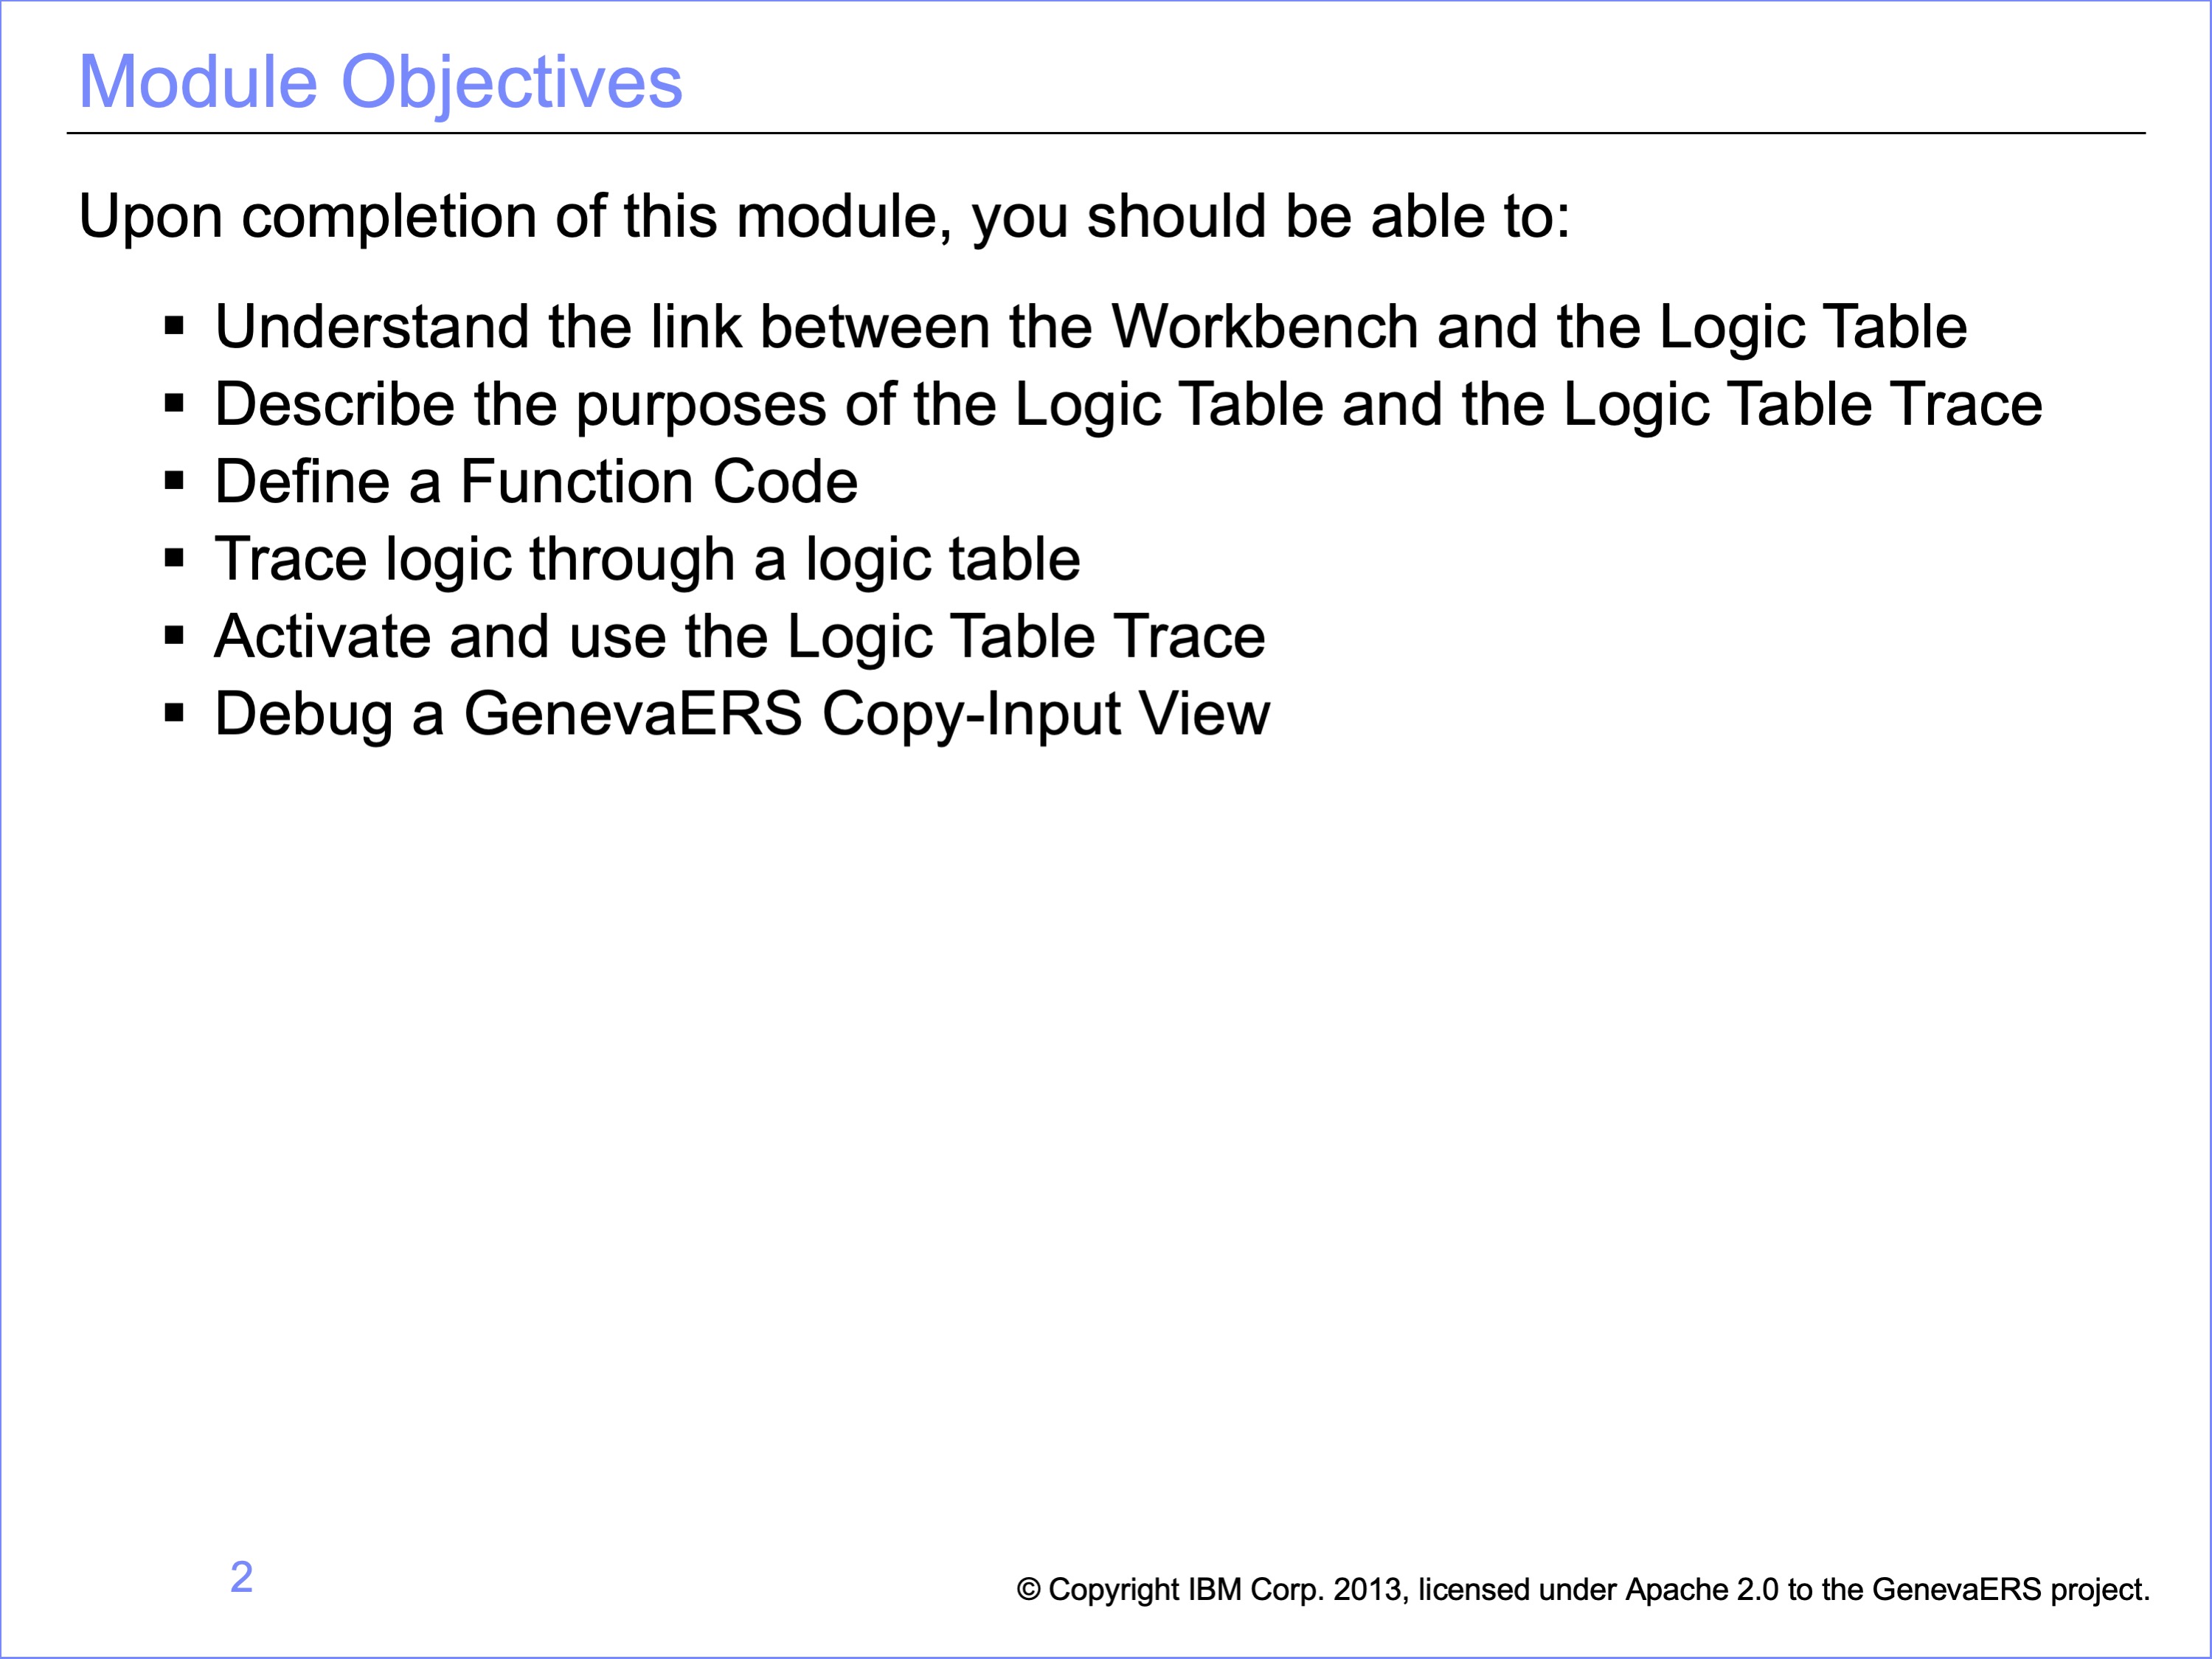 Module Objectives
Upon completion of this module, you should be able to:
▪ Understand the link between the Workbench and the Logic Table
▪ Describe the purposes of the Logic Table and the Logic Table Trace
▪ Define a Function Code
▪ Trace logic through a logic table
▪ Activate and use the Logic Table Trace
▪ Debug a GenevaERS Copy-Input View
2
© Copyright IBM Corp. 2013, licensed under Apache 2.0 to the GenevaERS project.